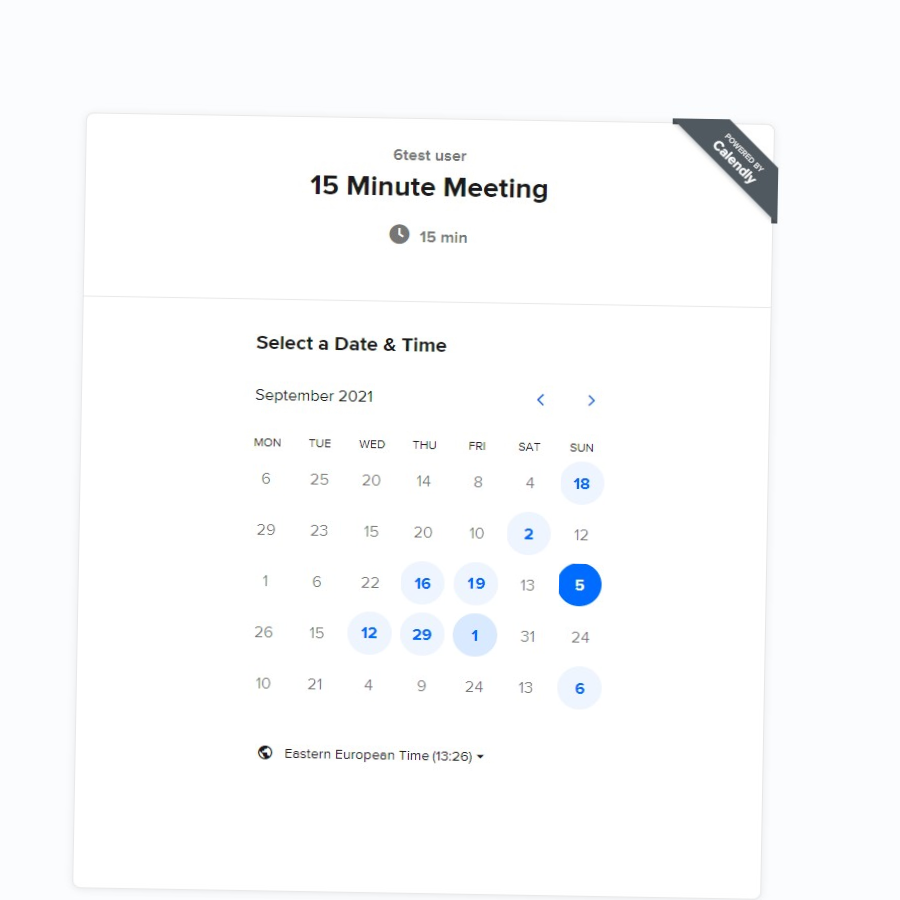 POWERED BY
Calendly
6test user
15 Minute Meeting
15 min
Select a Date & Time
September 2021
MON TUE WED THU FRI SAT SUN
6 25 20 14 8 4 18
29 23 15 20 10 2 12
1 6 22 16 19 13 5
26 15 12 29 1 31 24
10 21 4 9 24 13 6
Eastern European Time (13:26)